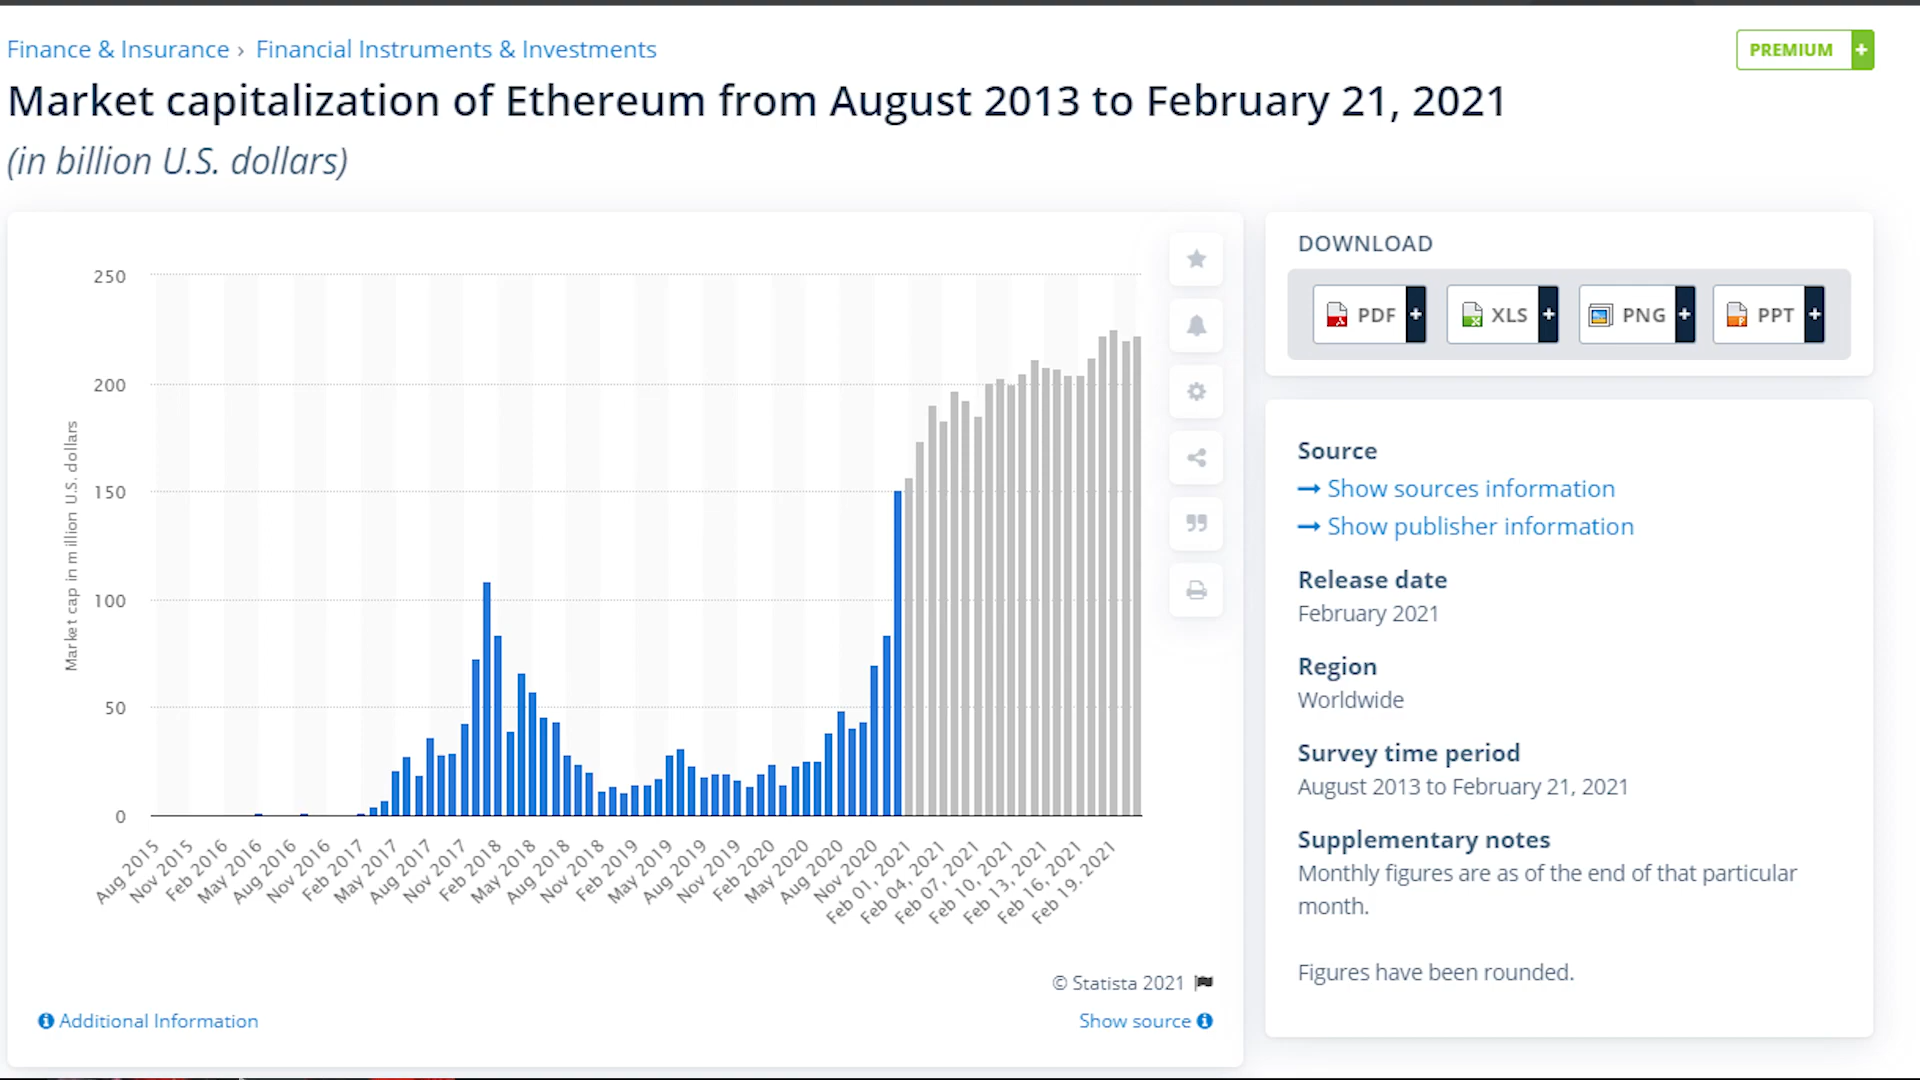 Finance & Insurance › Financial Instruments & Investments
PREMIUM +
Market capitalization of Ethereum from August 2013 to February 21, 2021
(in billion U.S. dollars)
250
200
150
100
50
0
Market cap in million U.S. dollars
Aug 2015
Nov 2015
Feb 2016
May 2016
Aug 2016
Nov 2016
Feb 2017
May 2017
Aug 2017
Nov 2017
Feb 2018
May 2018
Aug 2018
Nov 2018
Feb 2019
May 2019
Aug 2019
Nov 2019
Feb 2020
May 2020
Aug 2020
Nov 2020
Feb 01, 2021
Feb 04, 2021
Feb 07, 2021
Feb 10, 2021
Feb 13, 2021
Feb 16, 2021
Feb 19. 2021
© Statista 2021
Additional Information
Show source
DOWNLOAD
PDF + XLS + PNG + PPT +
Source
→ Show sources information
→ Show publisher information
Release date
February 2021
Region
Worldwide
Survey time period
August 2013 to February 21, 2021
Supplementary notes
Monthly figures are as of the end of that particular
month.
Figures have been rounded.